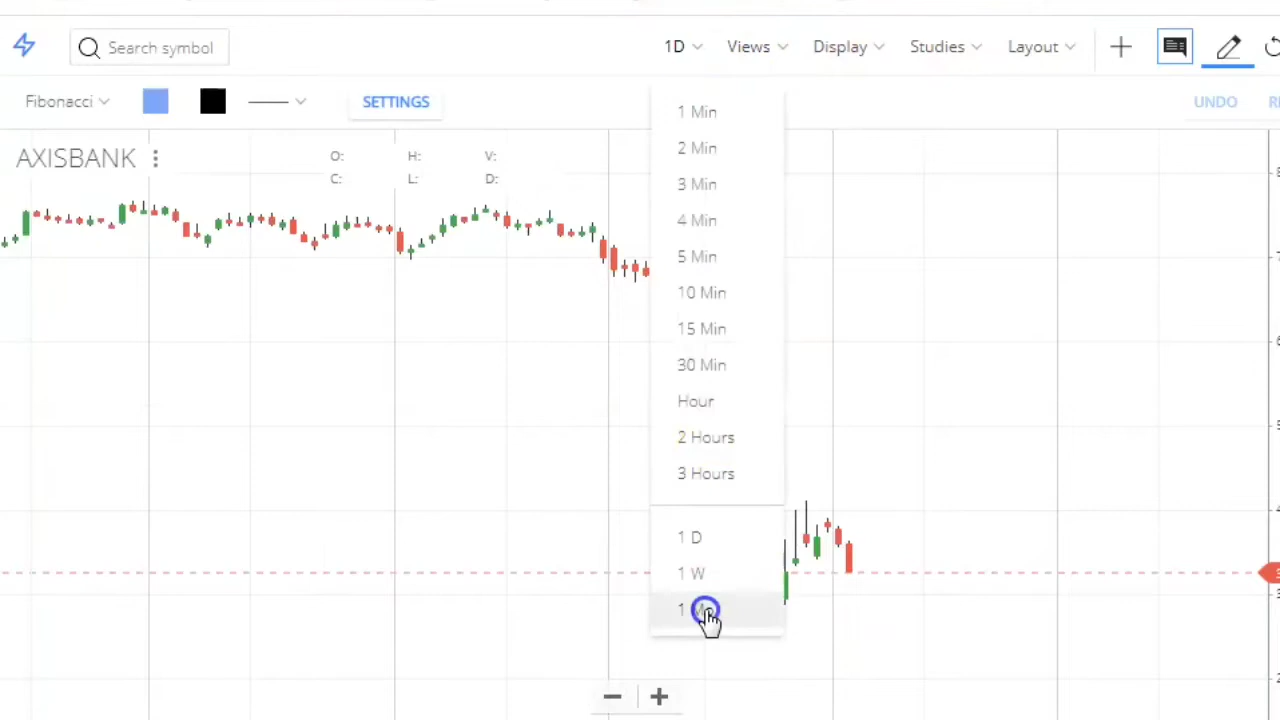 Search symbol
1D
Views
Display
Studies
Layout
Fibonacci
SETTINGS
UNDO
AXISBANK
O:
H:
V:
C:
L:
D:
1 Min
2 Min
3 Min
4 Min
5 Min
10 Min
15 Min
30 Min
Hour
2 Hours
3 Hours
1 D
1 W